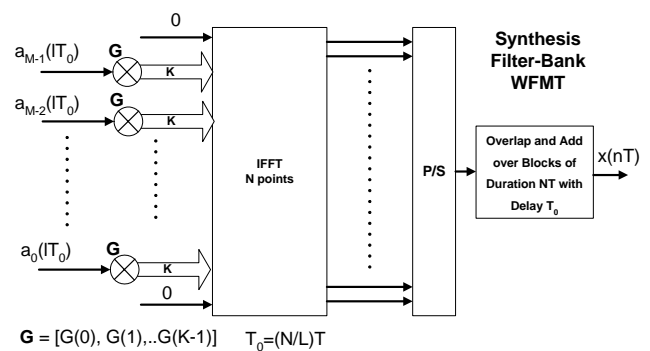 0
G
a_{M-1}(lT_0)
K
G
a_{M-2}(lT_0)
K
IFFT
N points
P/S
Synthesis
Filter-Bank
WFMT
Overlap and Add
over Blocks of
Duration NT with
Delay T_0
x(nT)
G
a_0(lT_0)
K
0
G = [G(0), G(1),..G(K-1)]
T_0=(N/L)T